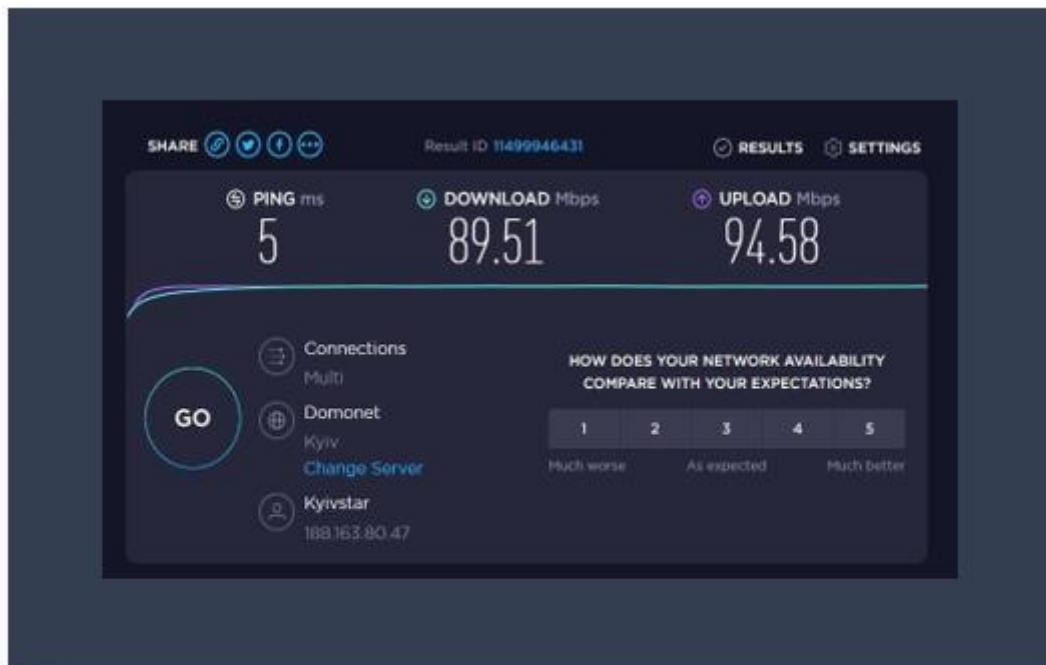 SHARE
Result ID 11499946431
RESULTS
SETTINGS
PING ms
5
DOWNLOAD Mbps
89.51
UPLOAD Mbps
94.58
GO
Connections
Multi
Domonet
Kyiv
Change Server
Kyivstar
188.163.80.47
HOW DOES YOUR NETWORK AVAILABILITY
COMPARE WITH YOUR EXPECTATIONS?
1 2 3 4 5
Much worse As expected Much better